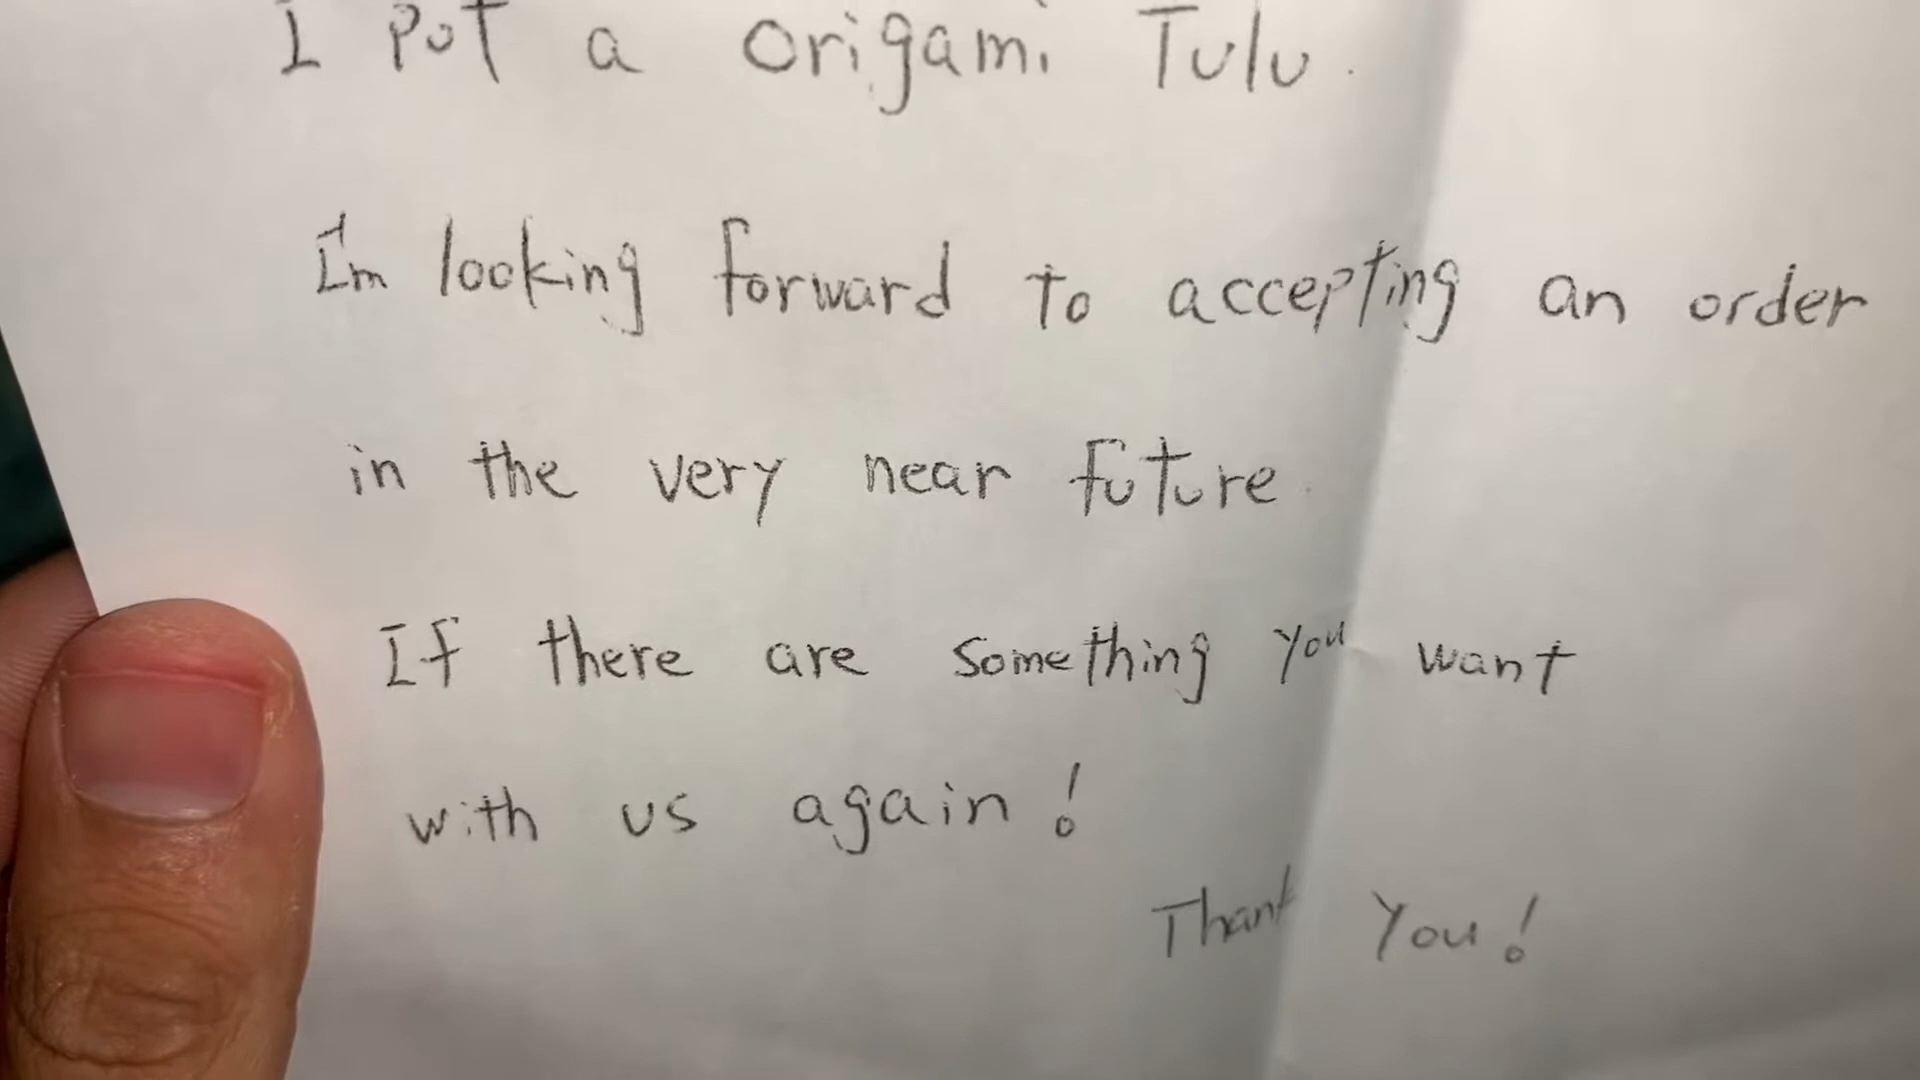 I put a origami Tulu.
I'm looking forward to accepting an order
in the very near future.
If there are something you want
with us again!
Thank You!